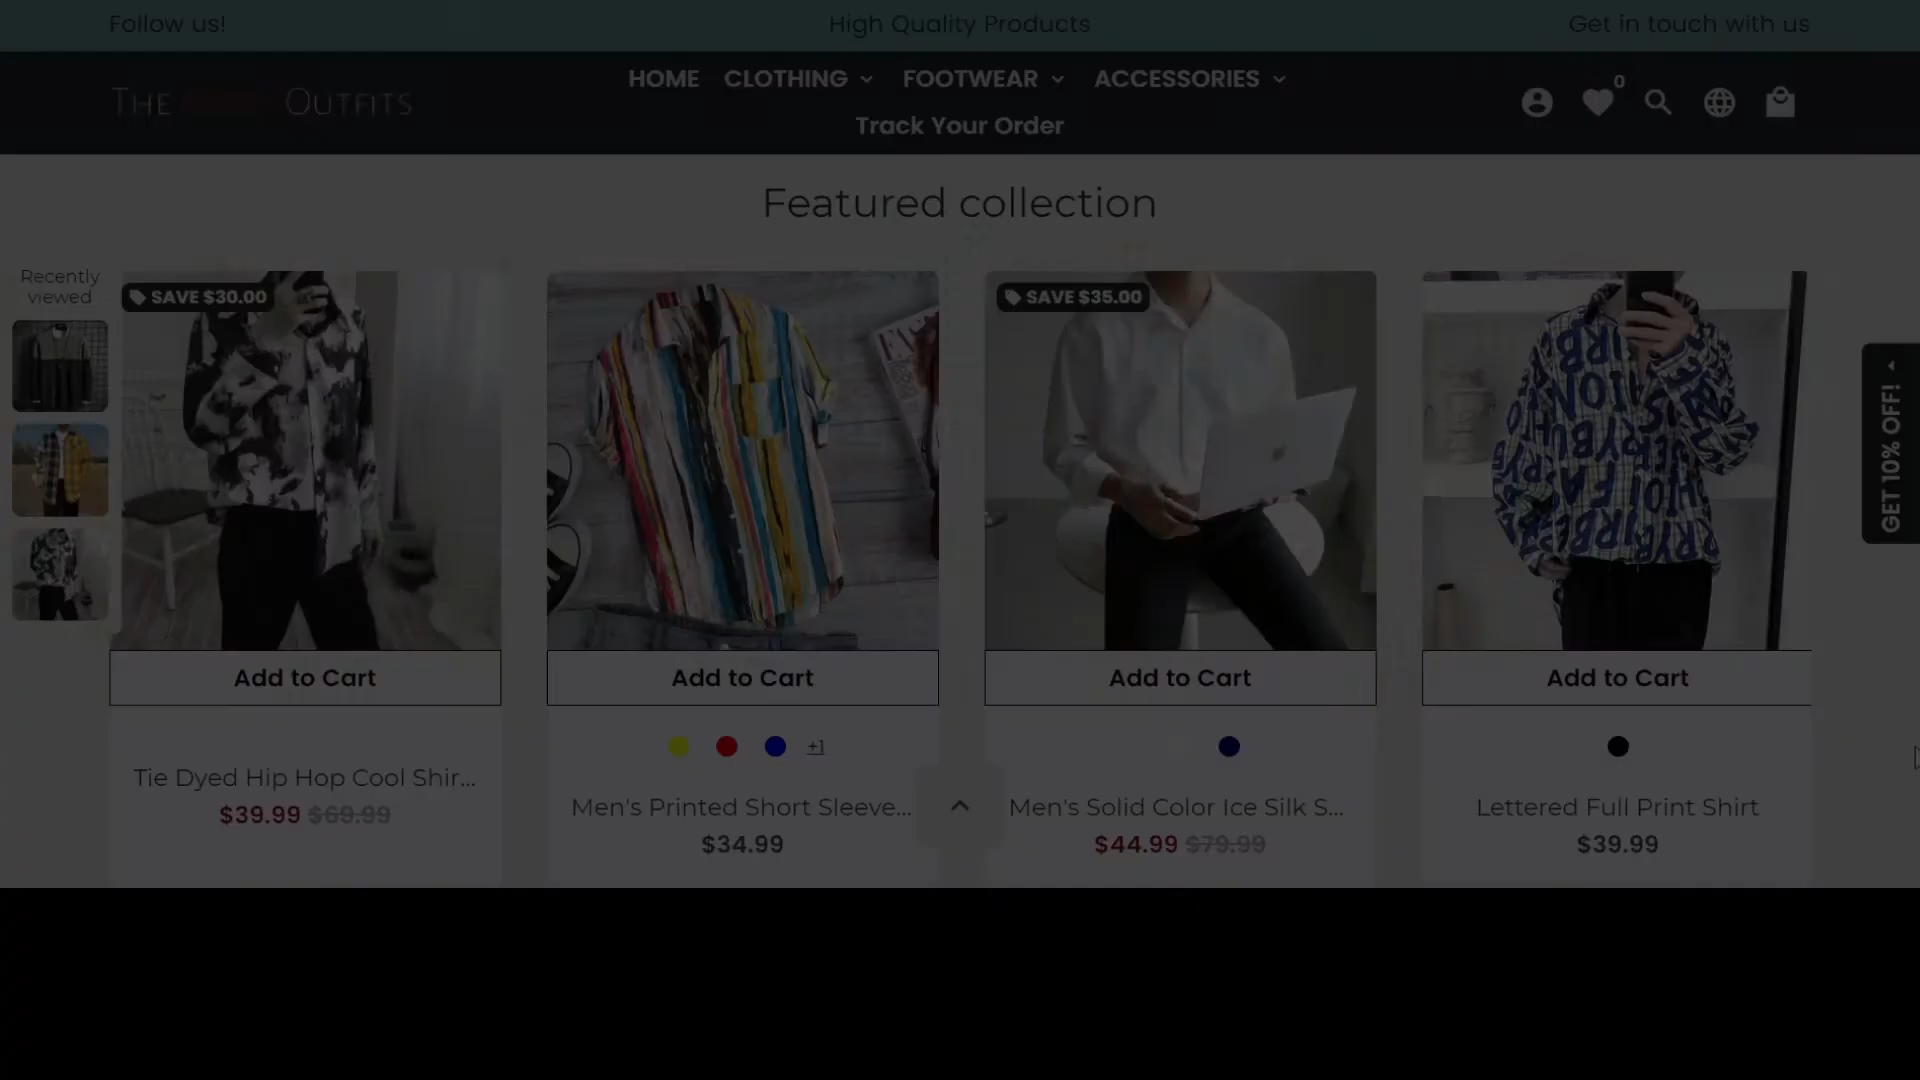 Follow us!
High Quality Products
Get in touch with us
THE
OUTFITS
HOME
CLOTHING
FOOTWEAR
ACCESSORIES
Track Your Order
0
Featured collection
Recently
viewed
SAVE $30.00
SAVE $35.00
GET 10% OFF!
Add to Cart
Add to Cart
Add to Cart
Add to Cart
+1
Tie Dyed Hip Hop Cool Shir...
$39.99 $69.99
Men's Printed Short Sleeve...
$34.99
Men's Solid Color Ice Silk S...
$44.99 $79.99
Lettered Full Print Shirt
$39.99